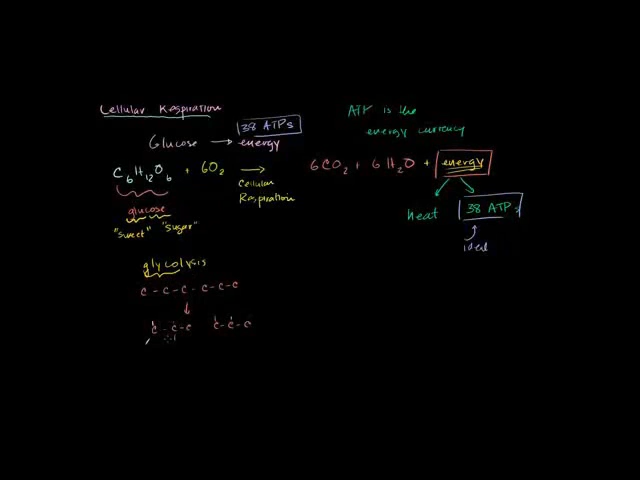 Cellular Respiration
ATP is the
energy currency
38 ATPs
Glucose → energy
C6H12O6 + 6O2 → 6CO2 + 6H2O + energy
Cellular
Respiration
glucose
"sweet" "sugar"
heat 38 ATPs
ideal
glycolysis
C-C-C-C-C-C
C-C-C C-C-C